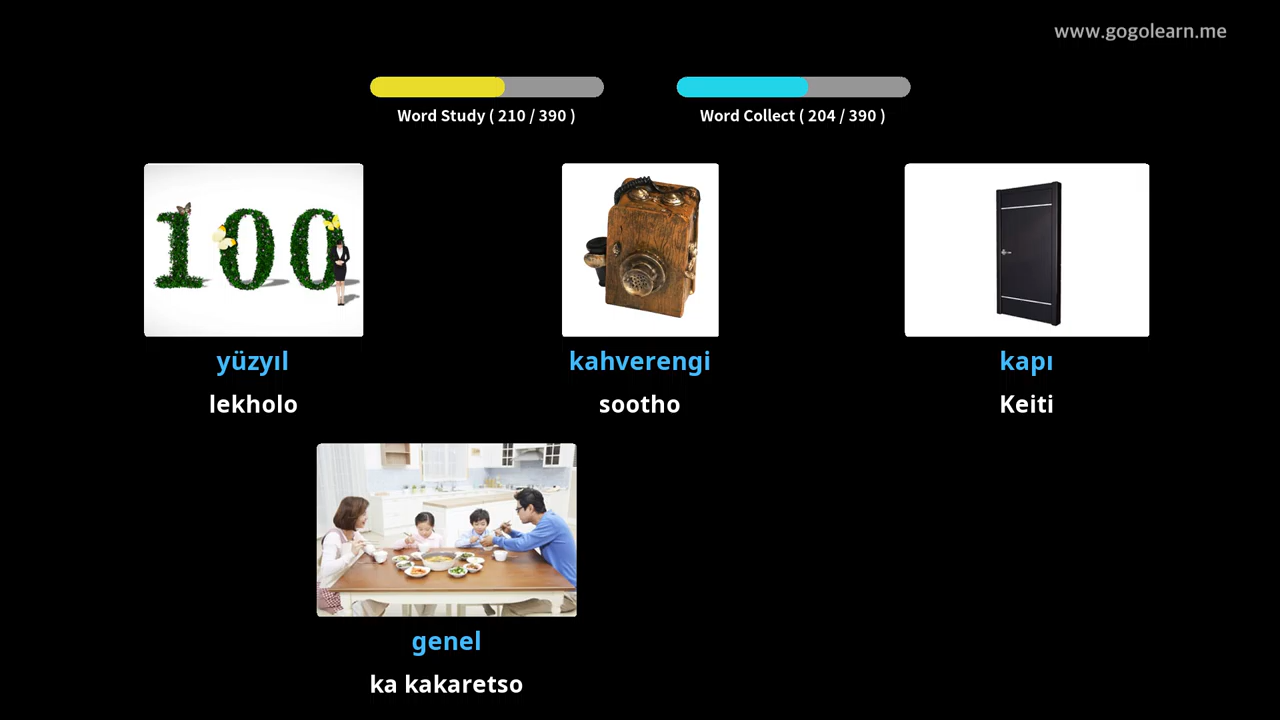 www.gogolearn.me
Word Study ( 210 / 390 )
Word Collect ( 204 / 390 )
100
yüzyıl
lekholo
kahverengi
sootho
kapı
Keiti
genel
ka kakaretso